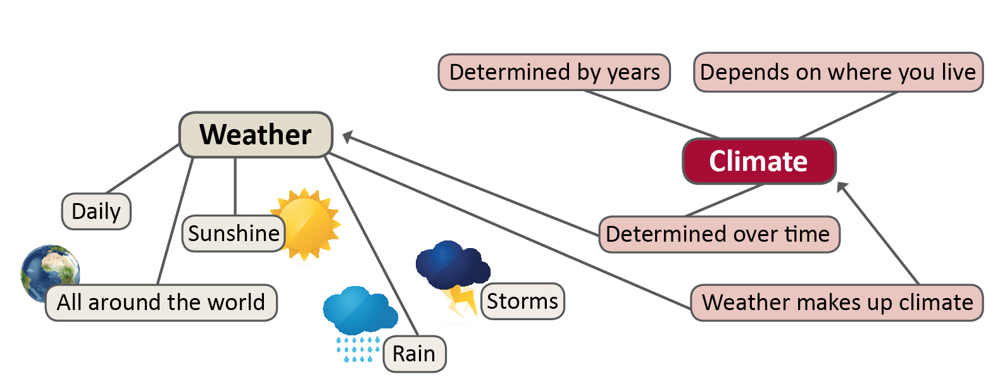 Determined by years
Depends on where you live
Weather
Climate
Daily
Sunshine
Determined over time
All around the world
Storms
Weather makes up climate
Rain